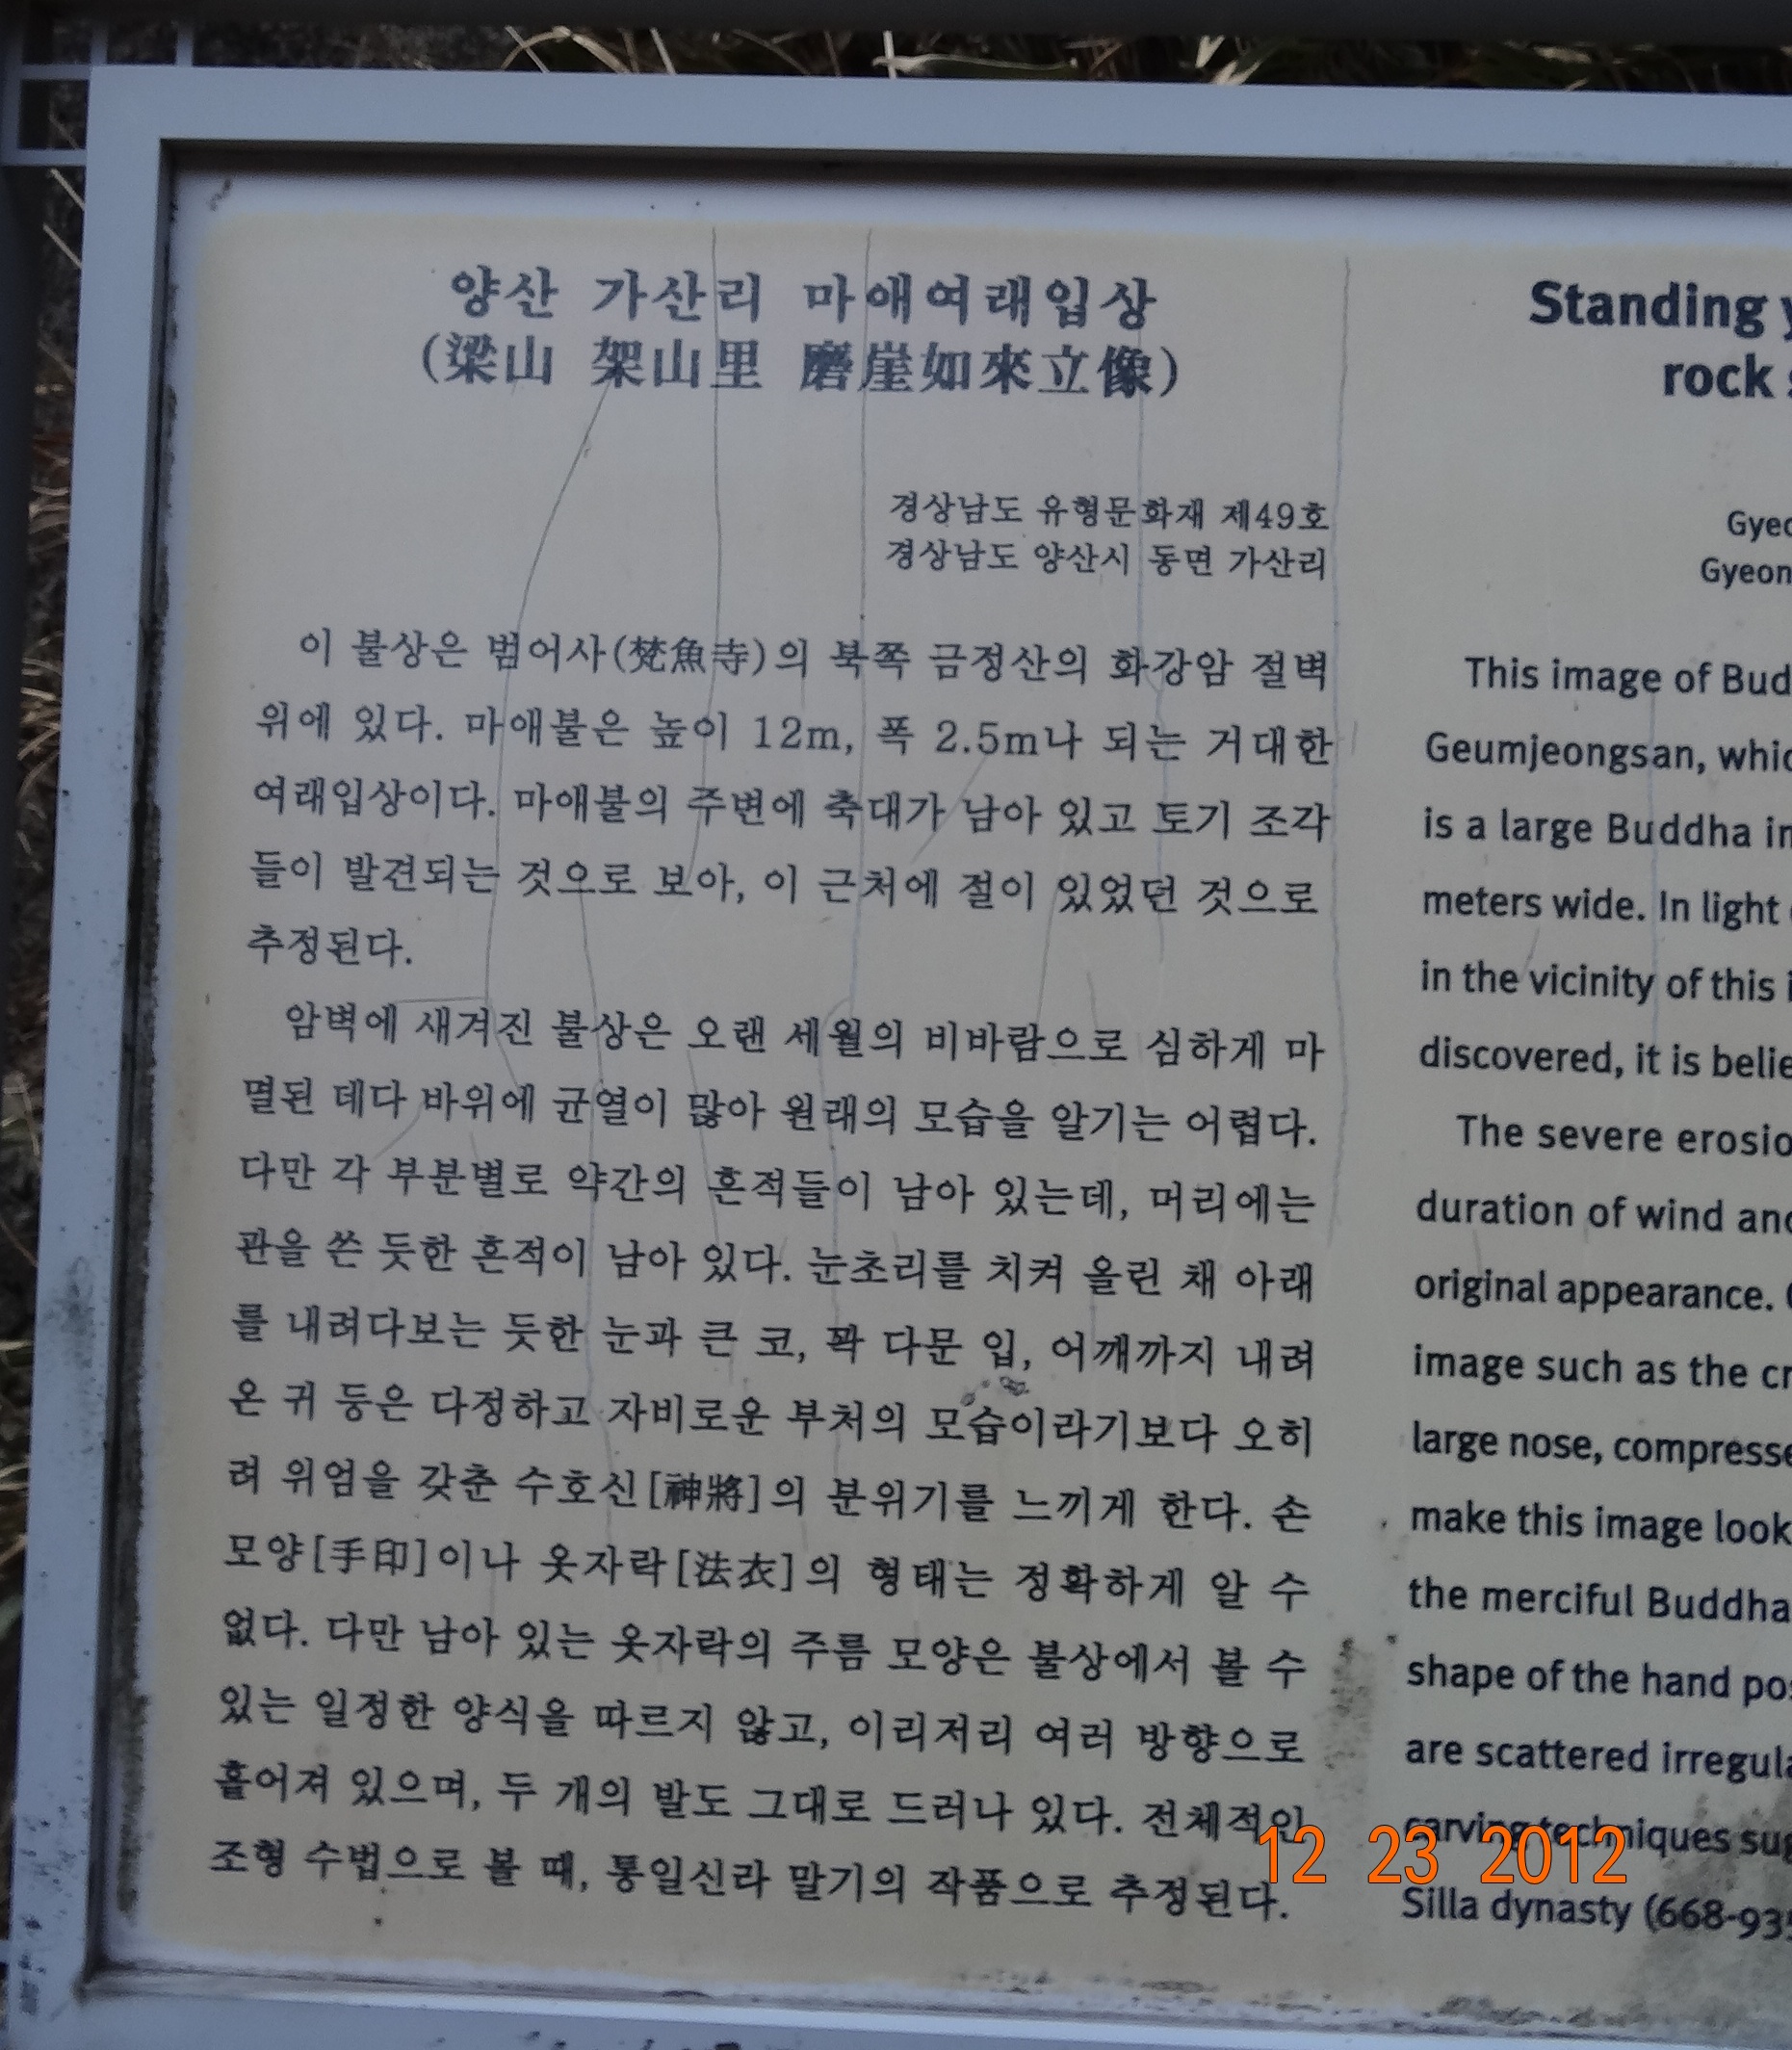 양산 가산리 마애여래입상
(梁山 架山里 磨崖如來立像)
경상남도 유형문화재 제49호
경상남도 양산시 동면 가산리
이 불상은 범어사(梵魚寺)의 북쪽 금정산의 화강암 절벽
위에 있다. 마애불은 높이 12m, 폭 2.5m나 되는 거대한
여래입상이다. 마애불의 주변에 축대가 남아 있고 토기 조각
들이 발견되는 것으로 보아, 이 근처에 절이 있었던 것으로
추정된다.
암벽에 새겨진 불상은 오랜 세월의 비바람으로 심하게 마
멸된 데다 바위에 균열이 많아 원래의 모습을 알기는 어렵다.
다만 각 부분별로 약간의 흔적들이 남아 있는데, 머리에는
관을 쓴 듯한 흔적이 남아 있다. 눈초리를 치켜 올린 채 아래
를 내려다보는 듯한 눈과 큰 코, 꽉 다문 입, 어깨까지 내려
온 귀 등은 다정하고 자비로운 부처의 모습이라기보다 오히
려 위엄을 갖춘 수호신[神將]의 분위기를 느끼게 한다. 손
모양[手印]이나 옷자락[法衣]의 형태는 정확하게 알 수
없다. 다만 남아 있는 옷자락의 주름 모양은 불상에서 볼 수
있는 일정한 양식을 따르지 않고, 이리저리 여러 방향으로
흩어져 있으며, 두 개의 발도 그대로 드러나 있다. 전체적인
조형 수법으로 볼 때, 통일신라 말기의 작품으로 추정된다.
Standing
rock
Gyeo
Gyeon
This image of Bud
Geumjeongsan, whic
is a large Buddha in
meters wide. In light
in the vicinity of this
discovered, it is belie
The severe erosio
duration of wind and
original appearance.
image such as the cr
large nose, compresse
make this image look
the merciful Buddha
shape of the hand pos
are scattered irregula
carving techniques sug
Silla dynasty (668-935
12 23 2012